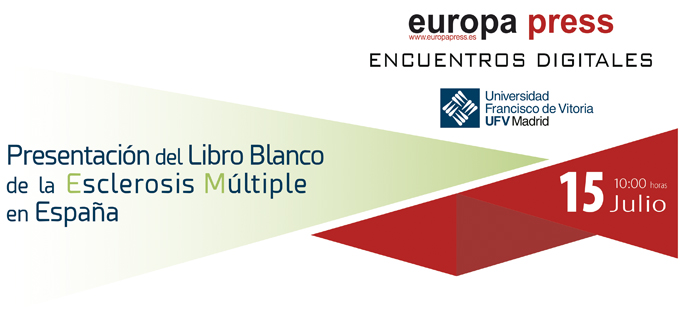 europa press
www.europapress.es
ENCUENTROS DIGITALES
Universidad
Francisco de Vitoria
UFV Madrid
Presentación del Libro Blanco
de la Esclerosis Múltiple
en España
15 10:00 horas
Julio